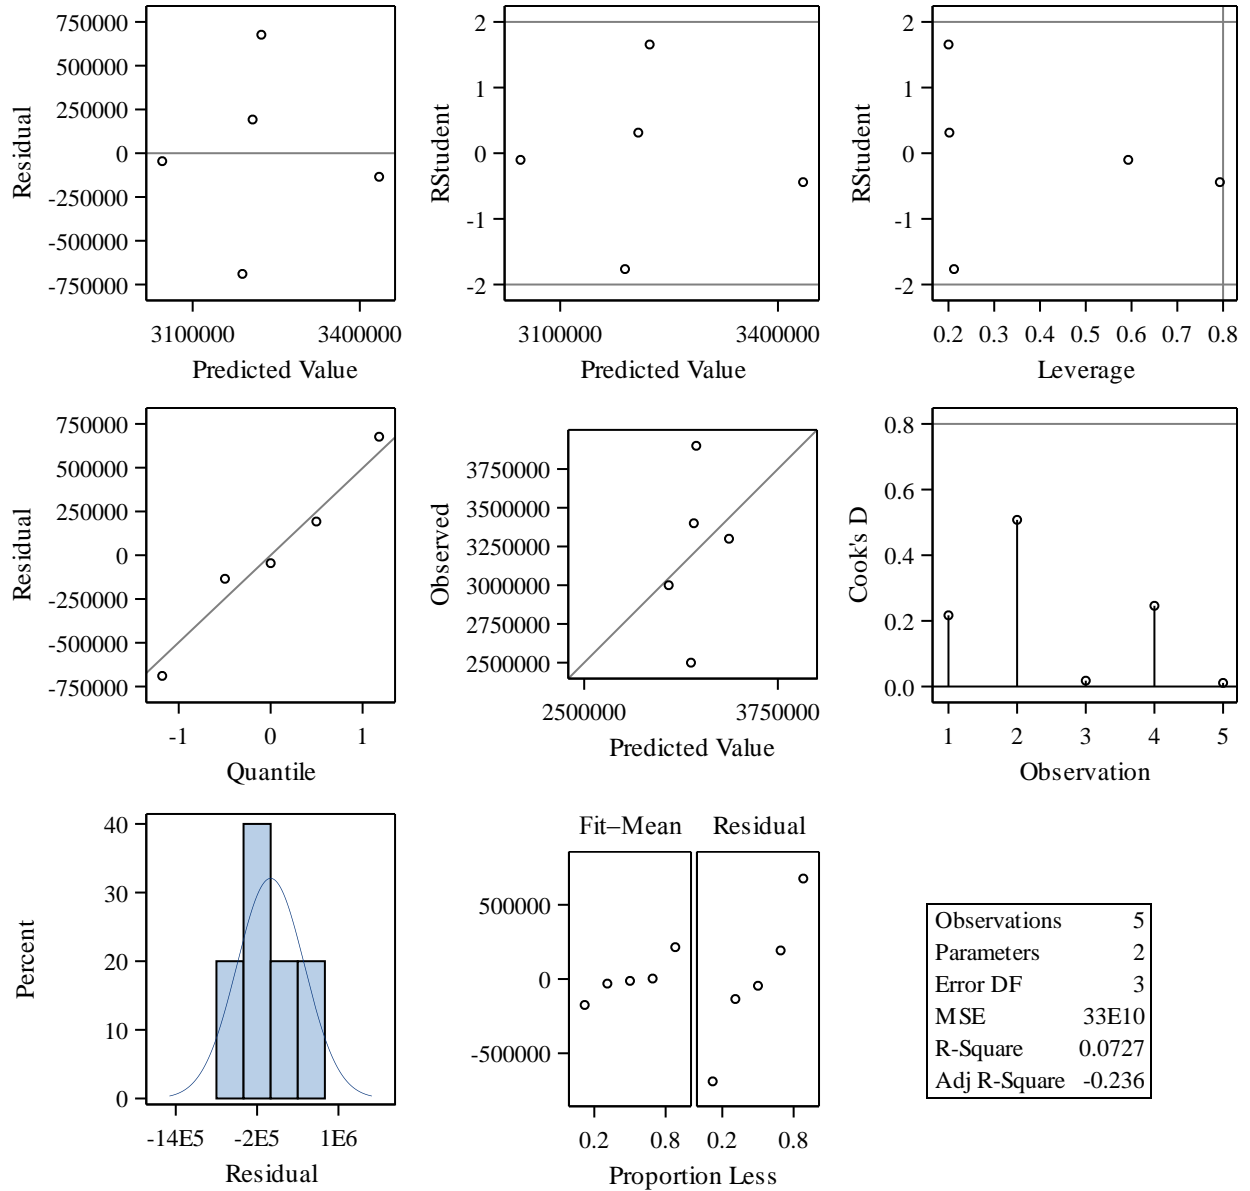 750000
500000
250000
0
-250000
-500000
-750000
Residual
3100000 3400000
Predicted Value
2
1
0
-1
-2
RStudent
3100000 3400000
Predicted Value
2
1
0
-1
-2
RStudent
0.2 0.3 0.4 0.5 0.6 0.7 0.8
Leverage
750000
500000
250000
0
-250000
-500000
-750000
Residual
-1 0 1
Quantile
3750000
3500000
3250000
3000000
2750000
2500000
Observed
2500000 3750000
Predicted Value
0.8
0.6
0.4
0.2
0.0
Cook's D
1 2 3 4 5
Observation
40
30
20
10
0
Percent
-14E5 -2E5 1E6
Residual
Fit–Mean Residual
500000
0
-500000
0.2 0.8 0.2 0.8
Proportion Less
Observations 5
Parameters 2
Error DF 3
MSE 33E10
R-Square 0.0727
Adj R-Square -0.236